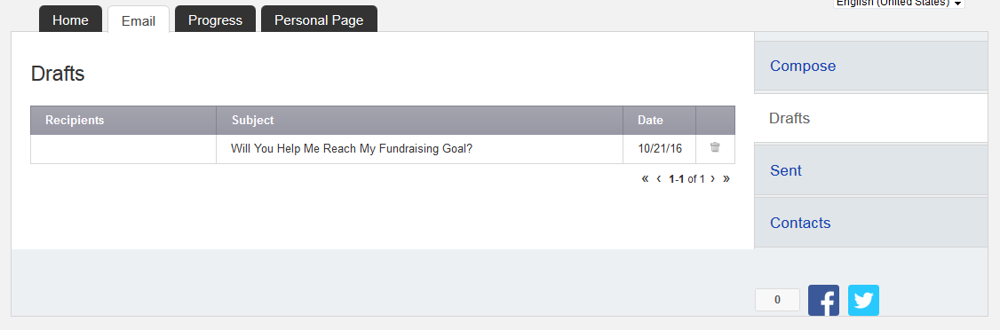 English (United States)
Home Email Progress Personal Page
Drafts
Recipients Subject Date
Will You Help Me Reach My Fundraising Goal? 10/21/16
« ‹ 1-1 of 1 › »
Compose
Drafts
Sent
Contacts
0